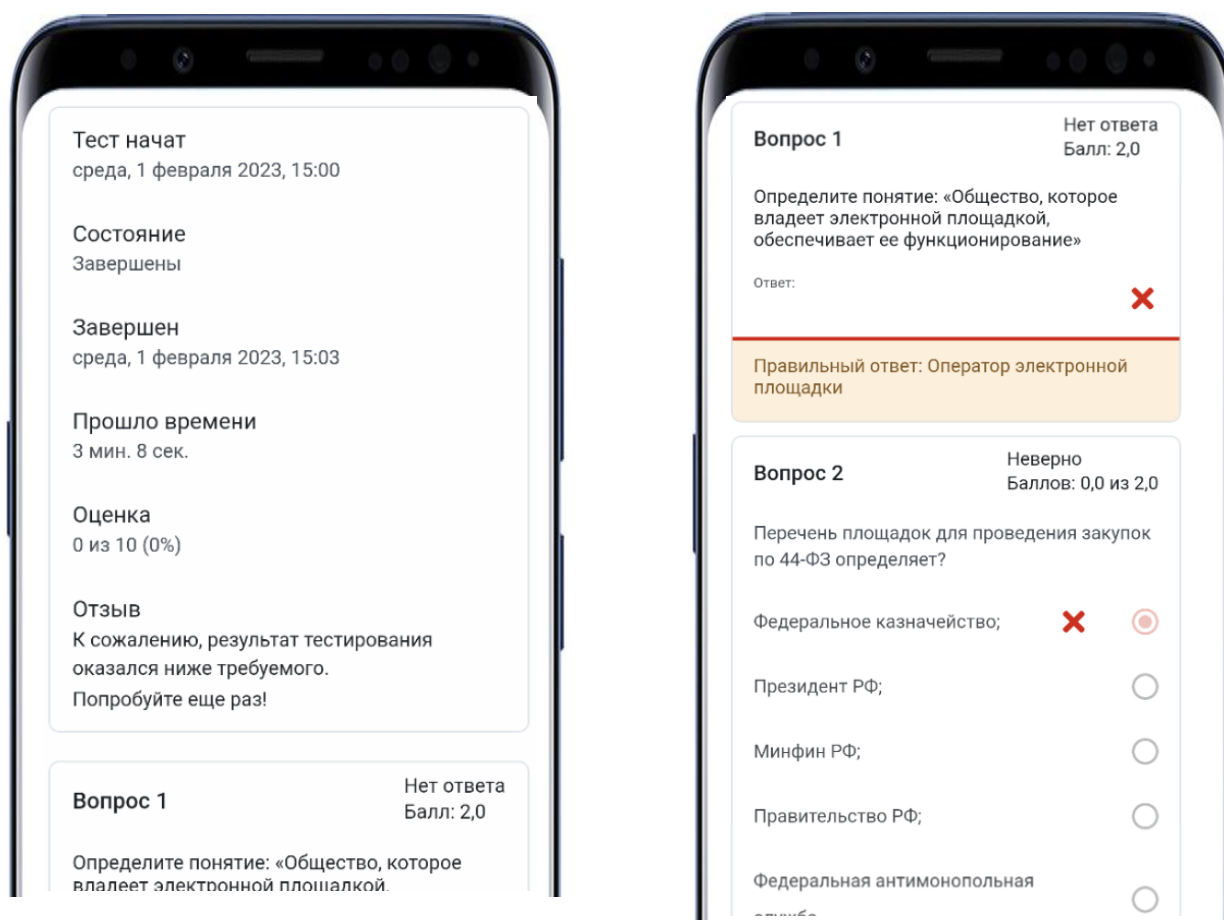 Тест начат
среда, 1 февраля 2023, 15:00
Состояние
Завершены
Завершен
среда, 1 февраля 2023, 15:03
Прошло времени
3 мин. 8 сек.
Оценка
0 из 10 (0%)
Отзыв
К сожалению, результат тестирования
оказался ниже требуемого.
Попробуйте еще раз!
Вопрос 1
Нет ответа
Балл: 2,0
Определите понятие: «Общество, которое
владеет электронной площадкой,
Вопрос 1
Нет ответа
Балл: 2,0
Определите понятие: «Общество, которое
владеет электронной площадкой,
обеспечивает ее функционирование»
Ответ:
Правильный ответ: Оператор электронной
площадки
Вопрос 2
Неверно
Баллов: 0,0 из 2,0
Перечень площадок для проведения закупок
по 44-ФЗ определяет?
Федеральное казначейство;
Президент РФ;
Минфин РФ;
Правительство РФ;
Федеральная антимонопольная